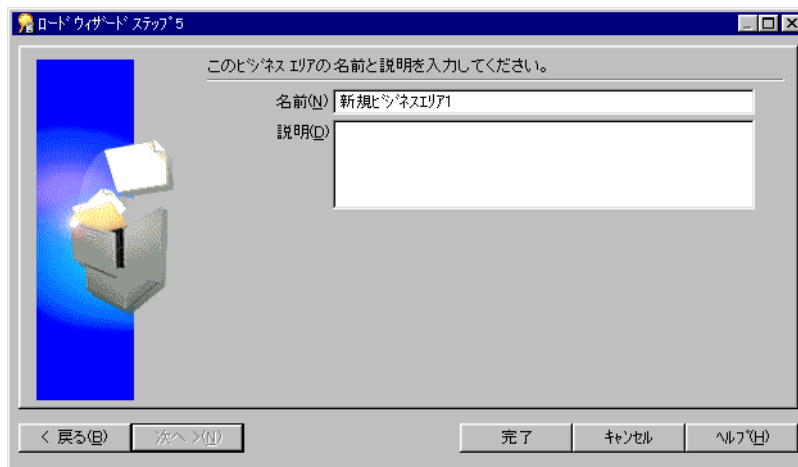 ﾛｰﾄﾞ ｳｨｻﾞｰﾄﾞ ｽﾃｯﾌﾟ 5
このﾋﾞｼﾞﾈｽ ｴﾘｱの名前と説明を入力してください。
名前(N) 新規ﾋﾞｼﾞﾈｽｴﾘｱ1
説明(D)
< 戻る(B) 次へ >(N) 完了 ｷｬﾝｾﾙ ﾍﾙﾌﾟ(H)